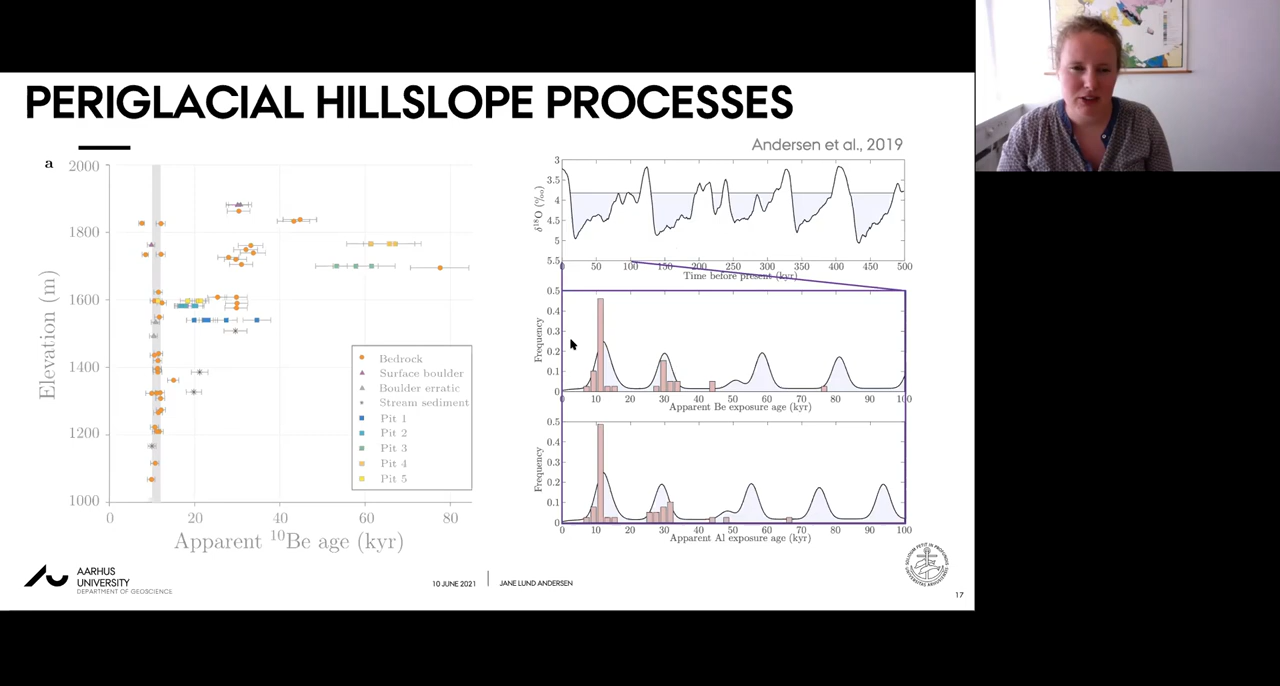 PERIGLACIAL HILLSLOPE PROCESSES
Andersen et al., 2019
a
2000
1800
1600
1400
1200
1000
Elevation (m)
0 20 40 60 80
Apparent 10Be age (kyr)
Bedrock
Surface boulder
Boulder erratic
Stream sediment
Pit 1
Pit 2
Pit 3
Pit 4
Pit 5
3
3.5
4
4.5
5
5.5
δ18O (‰)
0 50 100 150 200 250 300 350 400 450 500
Time before present (kyr)
0.5
0.4
0.3
0.2
0.1
0
Frequency
0 10 20 30 40 50 60 70 80 90 100
Apparent Be exposure age (kyr)
0.5
0.4
0.3
0.2
0.1
0
Frequency
0 10 20 30 40 50 60 70 80 90 100
Apparent Al exposure age (kyr)
AARHUS
UNIVERSITY
DEPARTMENT OF GEOSCIENCE
10 JUNE 2021
JANE LUND ANDERSEN
17